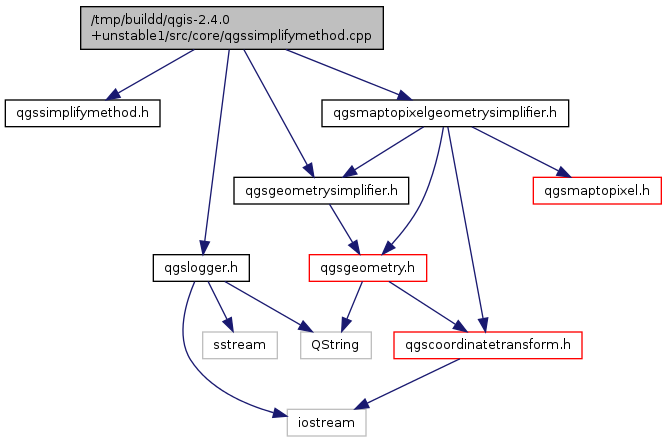 /tmp/buildd/qgis-2.4.0
+unstable1/src/core/qgssimplifymethod.cpp
qgssimplifymethod.h
qgsmaptopixelgeometrysimplifier.h
qgsgeometrysimplifier.h
qgsmaptopixel.h
qgslogger.h
qgsgeometry.h
sstream
QString
qgscoordinatetransform.h
iostream